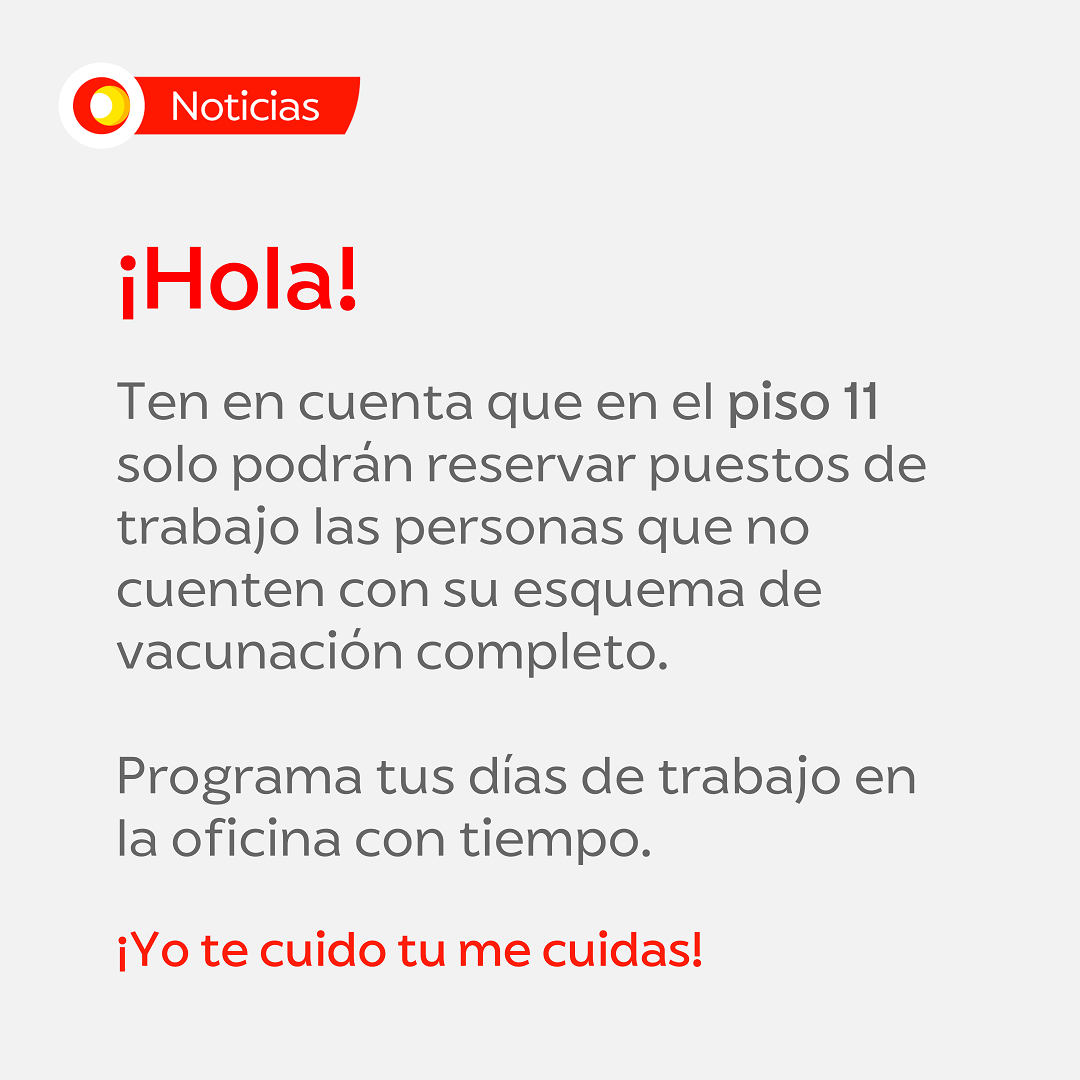 Noticias
¡Hola!
Ten en cuenta que en el piso 11
solo podrán reservar puestos de
trabajo las personas que no
cuenten con su esquema de
vacunación completo.
Programa tus días de trabajo en
la oficina con tiempo.
¡Yo te cuido tu me cuidas!